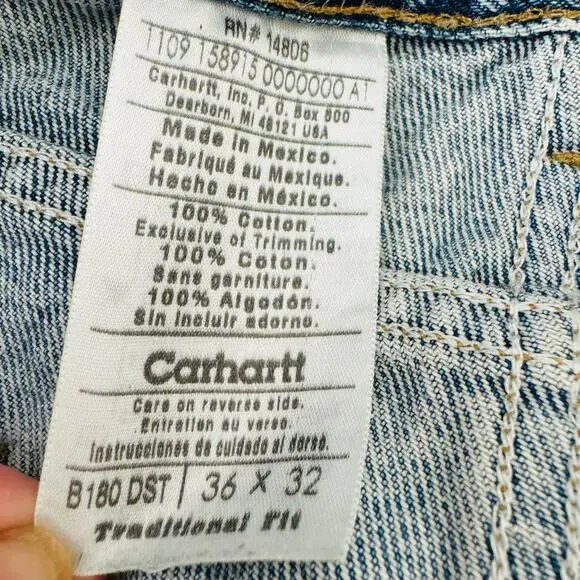 RN# 14806
1109 158915 0000000 A1
Carhartt, Inc. P. O. Box 600
Dearborn, MI 48121 USA
Made in Mexico.
Fabriqué au Mexique.
Hecho en México.
100% Cotton.
Exclusive of Trimming.
100% Coton.
Sans garniture.
100% Algodón.
Sin incluir adorno.
Carhartt
Care on reverse side.
Entretien au verso.
Instrucciones de cuidado al dorso.
B180 DST 36 X 32
Traditional Fit